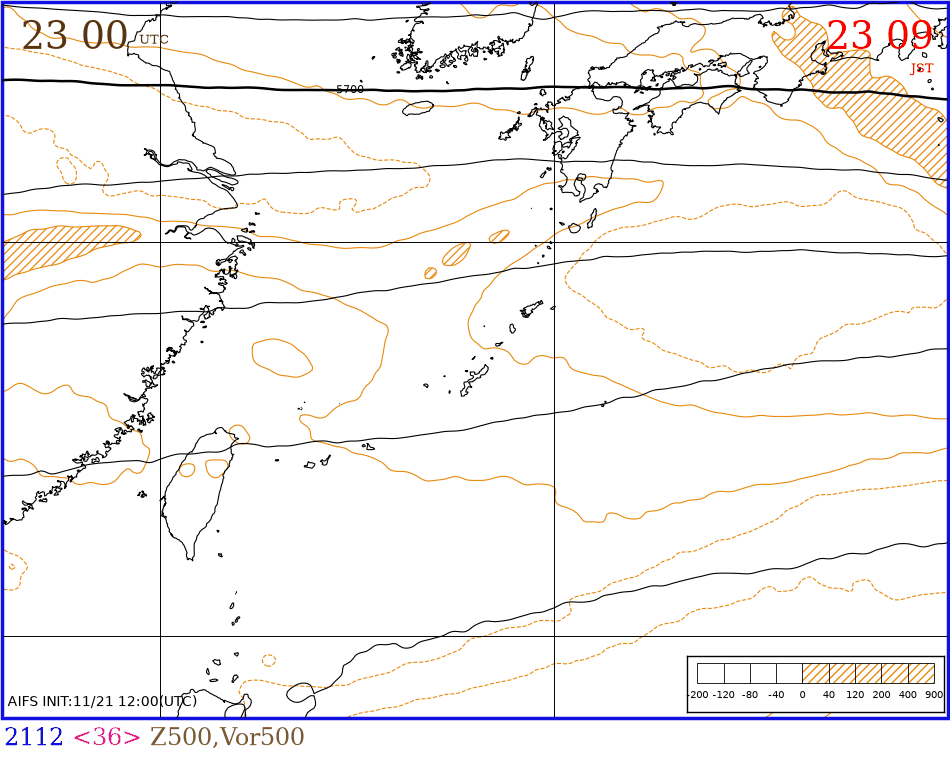 23 00 UTC
23 09
JST
5700
-200 -120 -80 -40 0 40 120 200 400 900
AIFS INIT:11/21 12:00(UTC)
2112 <36> Z500,Vor500